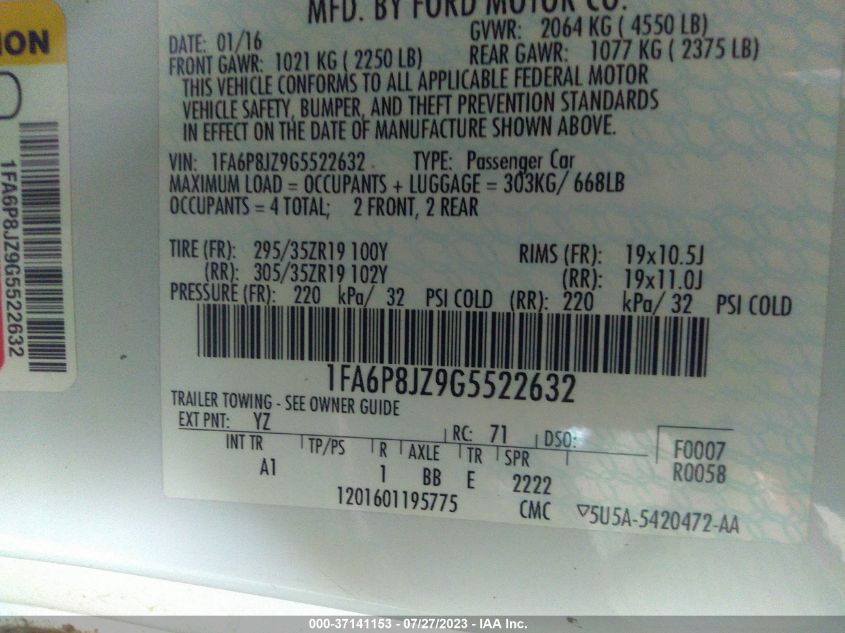 MFD. BY FORD MOTOR CO.
DATE: 01/16 GVWR: 2064 KG ( 4550 LB)
FRONT GAWR: 1021 KG ( 2250 LB) REAR GAWR: 1077 KG ( 2375 LB)
THIS VEHICLE CONFORMS TO ALL APPLICABLE FEDERAL MOTOR
VEHICLE SAFETY, BUMPER, AND THEFT PREVENTION STANDARDS
IN EFFECT ON THE DATE OF MANUFACTURE SHOWN ABOVE.
VIN: 1FA6P8JZ9G5522632 TYPE: Passenger Car
MAXIMUM LOAD = OCCUPANTS + LUGGAGE = 303KG/ 668LB
OCCUPANTS = 4 TOTAL; 2 FRONT, 2 REAR
TIRE (FR): 295/35ZR19 100Y RIMS (FR): 19x10.5J
(RR): 305/35ZR19 102Y (RR): 19x11.0J
PRESSURE (FR): 220 kPa/ 32 PSI COLD (RR): 220 kPa/ 32 PSI COLD
1FA6P8JZ9G5522632
TRAILER TOWING - SEE OWNER GUIDE
EXT PNT: YZ RC: 71 DSO: F0007
INT TR TP/PS R AXLE TR SPR R0058
A1 1 BB E 2222
1201601195775 CMC ▽5U5A-5420472-AA
ION
1FA6P8JZ9G5522632
000-37141153 - 07/27/2023 - IAA Inc.